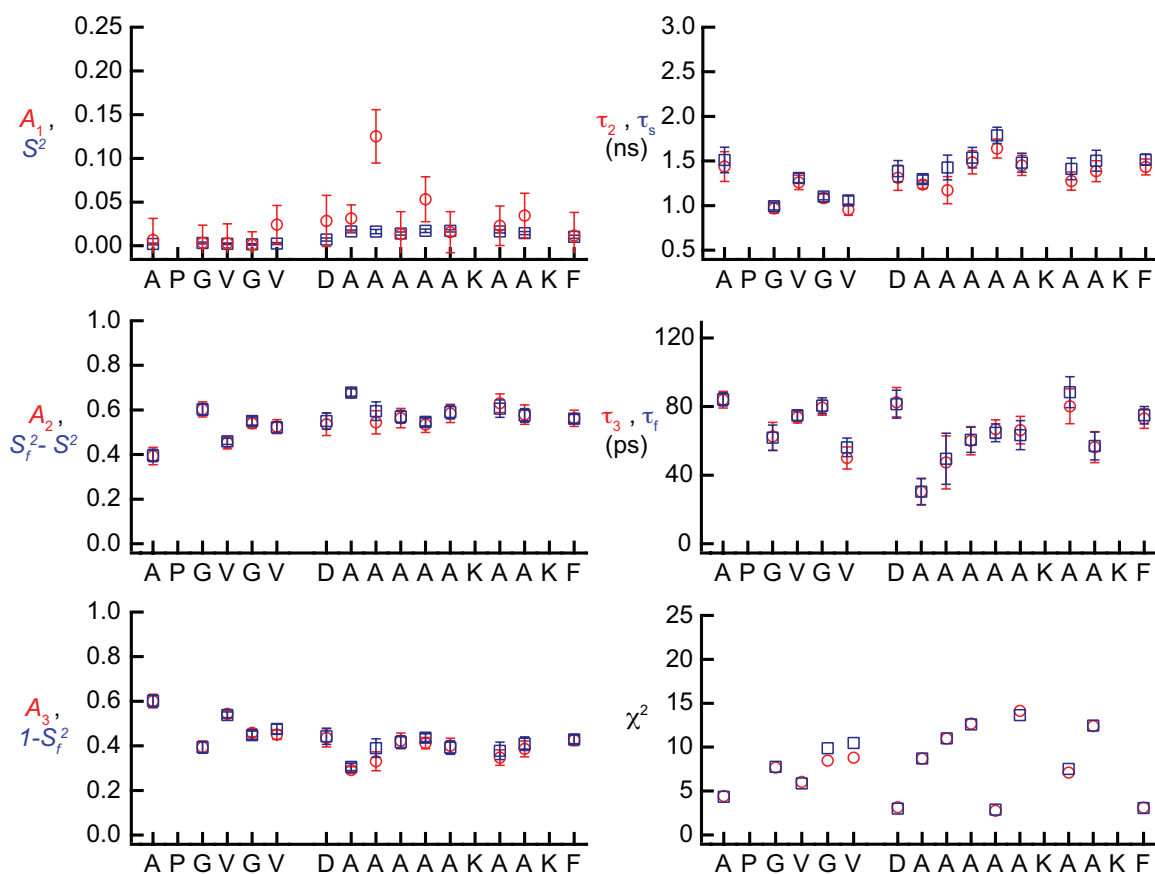 0.25
0.20
0.15
0.10
0.05
0.00
A₁,
S²
A P G V G V D A A A A A K A A K F
3.0
2.5
2.0
1.5
1.0
0.5
τ₂ , τₛ
(ns)
A P G V G V D A A A A A K A A K F
1.0
0.8
0.6
0.4
0.2
0.0
A₂,
S_f²- S²
A P G V G V D A A A A A K A A K F
120
80
40
0
τ₃ , τ_f
(ps)
A P G V G V D A A A A A K A A K F
1.0
0.8
0.6
0.4
0.2
0.0
A₃,
1-S_f²
A P G V G V D A A A A A K A A K F
25
20
15
10
5
0
χ²
A P G V G V D A A A A A K A A K F